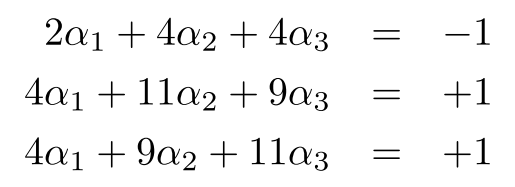 2α₁ + 4α₂ + 4α₃ = −1
4α₁ + 11α₂ + 9α₃ = +1
4α₁ + 9α₂ + 11α₃ = +1